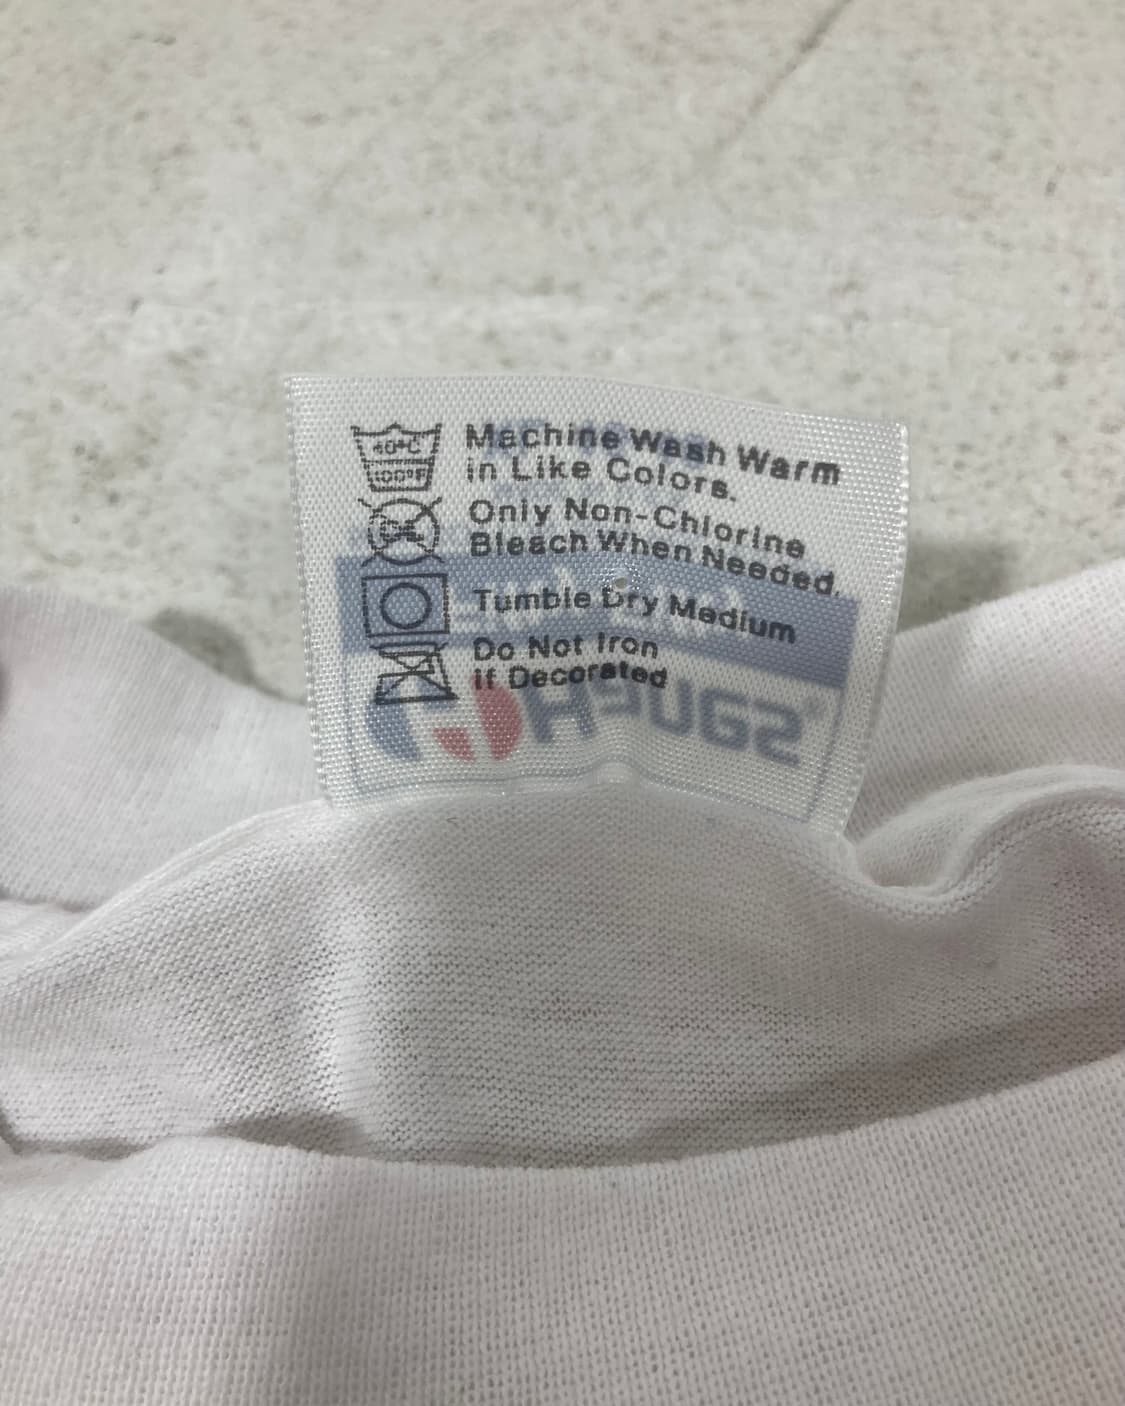 40°C
100°F
Machine Wash Warm
in Like Colors.
Only Non-Chlorine
Bleach When Needed.
Tumble Dry Medium
Do Not Iron
if Decorated